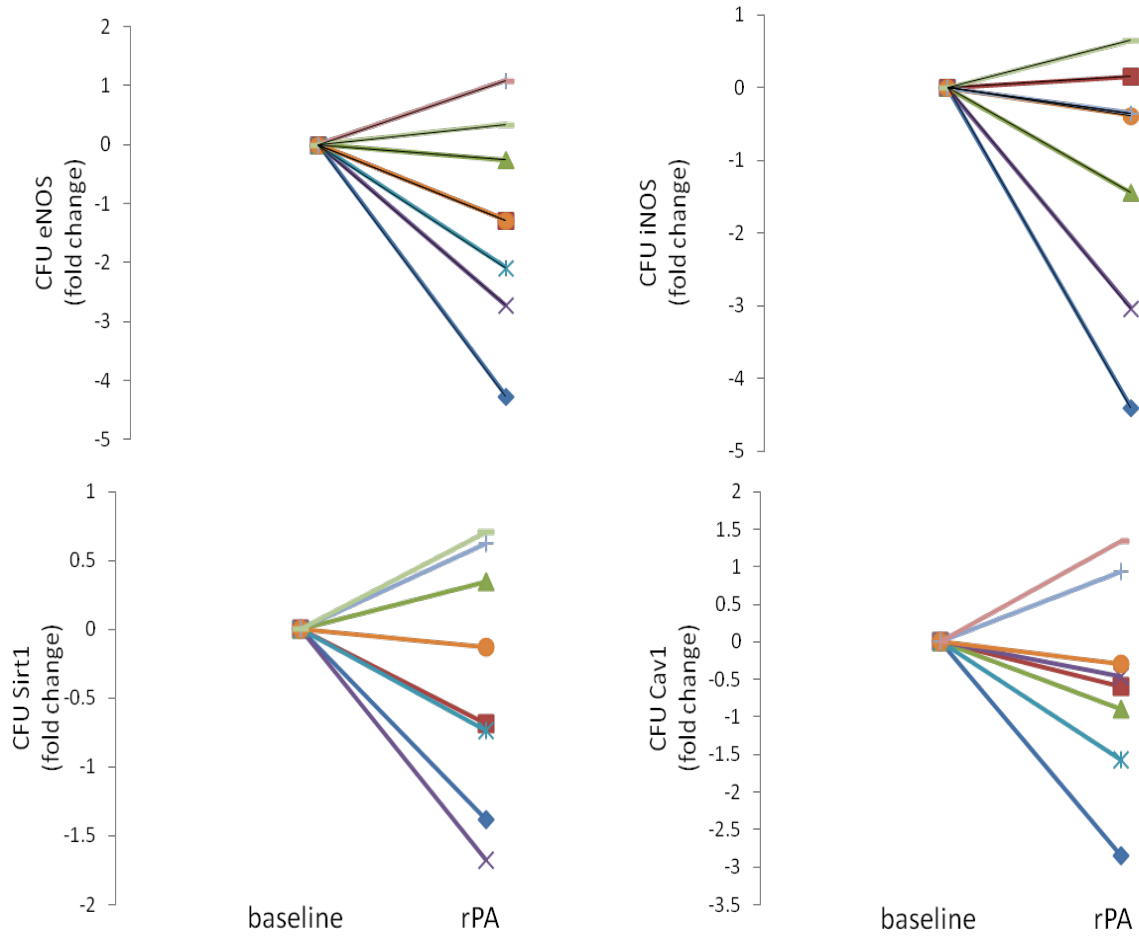 2
1
0
-1
-2
-3
-4
-5
CFU eNOS
(fold change)
1
0
-1
-2
-3
-4
-5
CFU iNOS
(fold change)
1
0.5
0
-0.5
-1
-1.5
-2
CFU Sirt1
(fold change)
baseline
rPA
2
1.5
1
0.5
0
-0.5
-1
-1.5
-2
-2.5
-3
-3.5
CFU Cav1
(fold change)
baseline
rPA